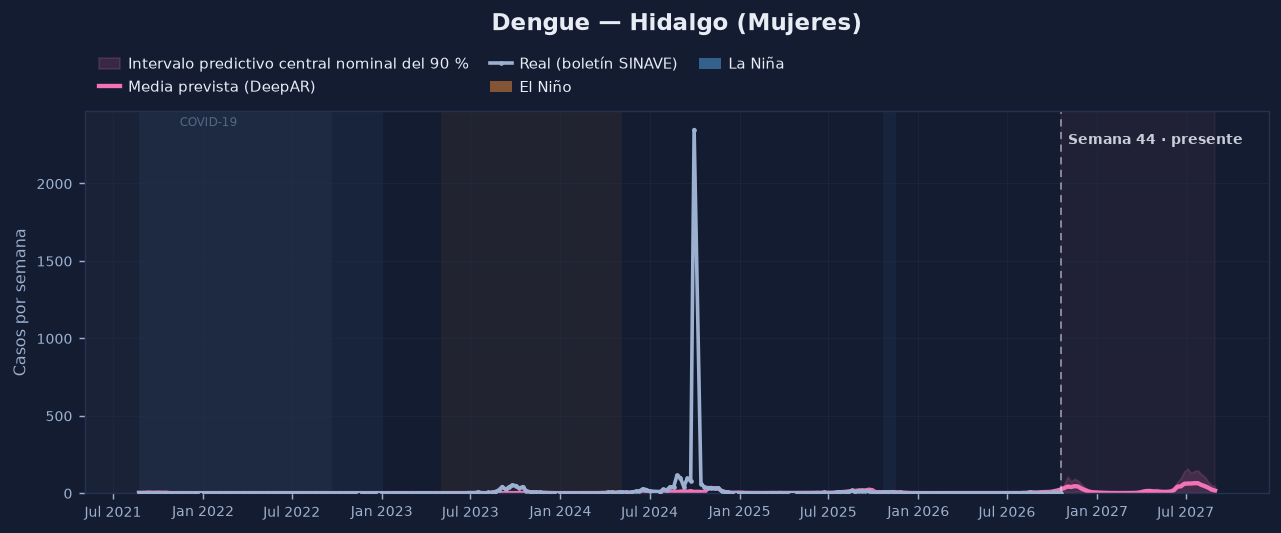 Dengue — Hidalgo (Mujeres)
Intervalo predictivo central nominal del 90 %
Real (boletín SINAVE)
La Niña
Media prevista (DeepAR)
El Niño
COVID-19
Semana 44 · presente
Casos por semana
2000
1500
1000
500
0
Jul 2021
Jan 2022
Jul 2022
Jan 2023
Jul 2023
Jan 2024
Jul 2024
Jan 2025
Jul 2025
Jan 2026
Jul 2026
Jan 2027
Jul 2027